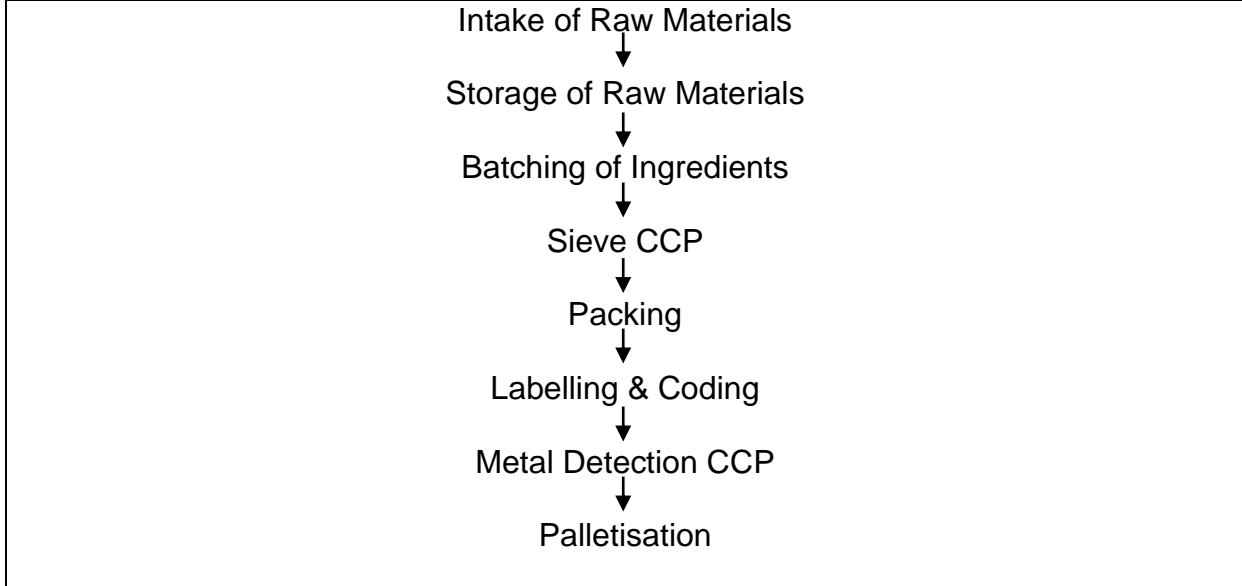 Intake of Raw Materials
Storage of Raw Materials
Batching of Ingredients
Sieve CCP
Packing
Labelling & Coding
Metal Detection CCP
Palletisation